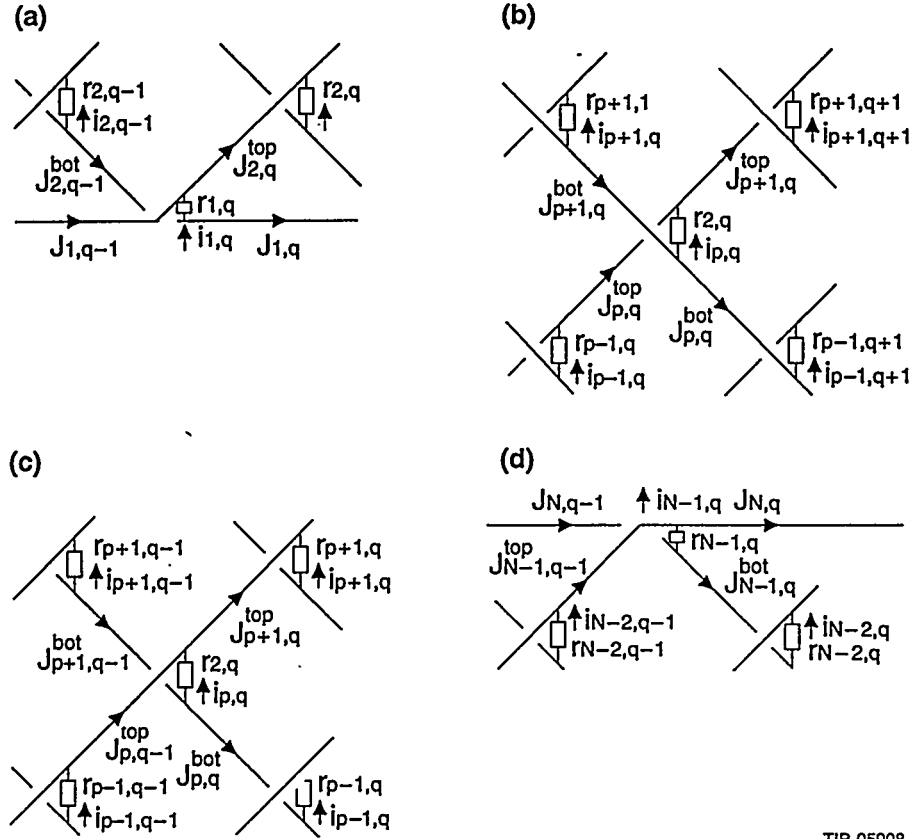 (a)
r2,q-1
i2,q-1
J2,q-1 bot
J2,q top
r2,q
r1,q
i1,q
J1,q-1
J1,q
(b)
rp+1,1
ip+1,q
rp+1,q+1
ip+1,q+1
Jp+1,q bot
Jp+1,q top
r2,q
ip,q
Jp,q top
Jp,q bot
rp-1,q
ip-1,q
rp-1,q+1
ip-1,q+1
(c)
rp+1,q-1
ip+1,q-1
rp+1,q
ip+1,q
Jp+1,q-1 bot
Jp+1,q top
r2,q
ip,q
Jp,q-1 top
Jp,q bot
rp-1,q-1
ip-1,q-1
rp-1,q
ip-1,q
(d)
JN,q-1
iN-1,q
JN,q
rN-1,q
JN-1,q-1 top
JN-1,q bot
iN-2,q-1
rN-2,q-1
iN-2,q
rN-2,q